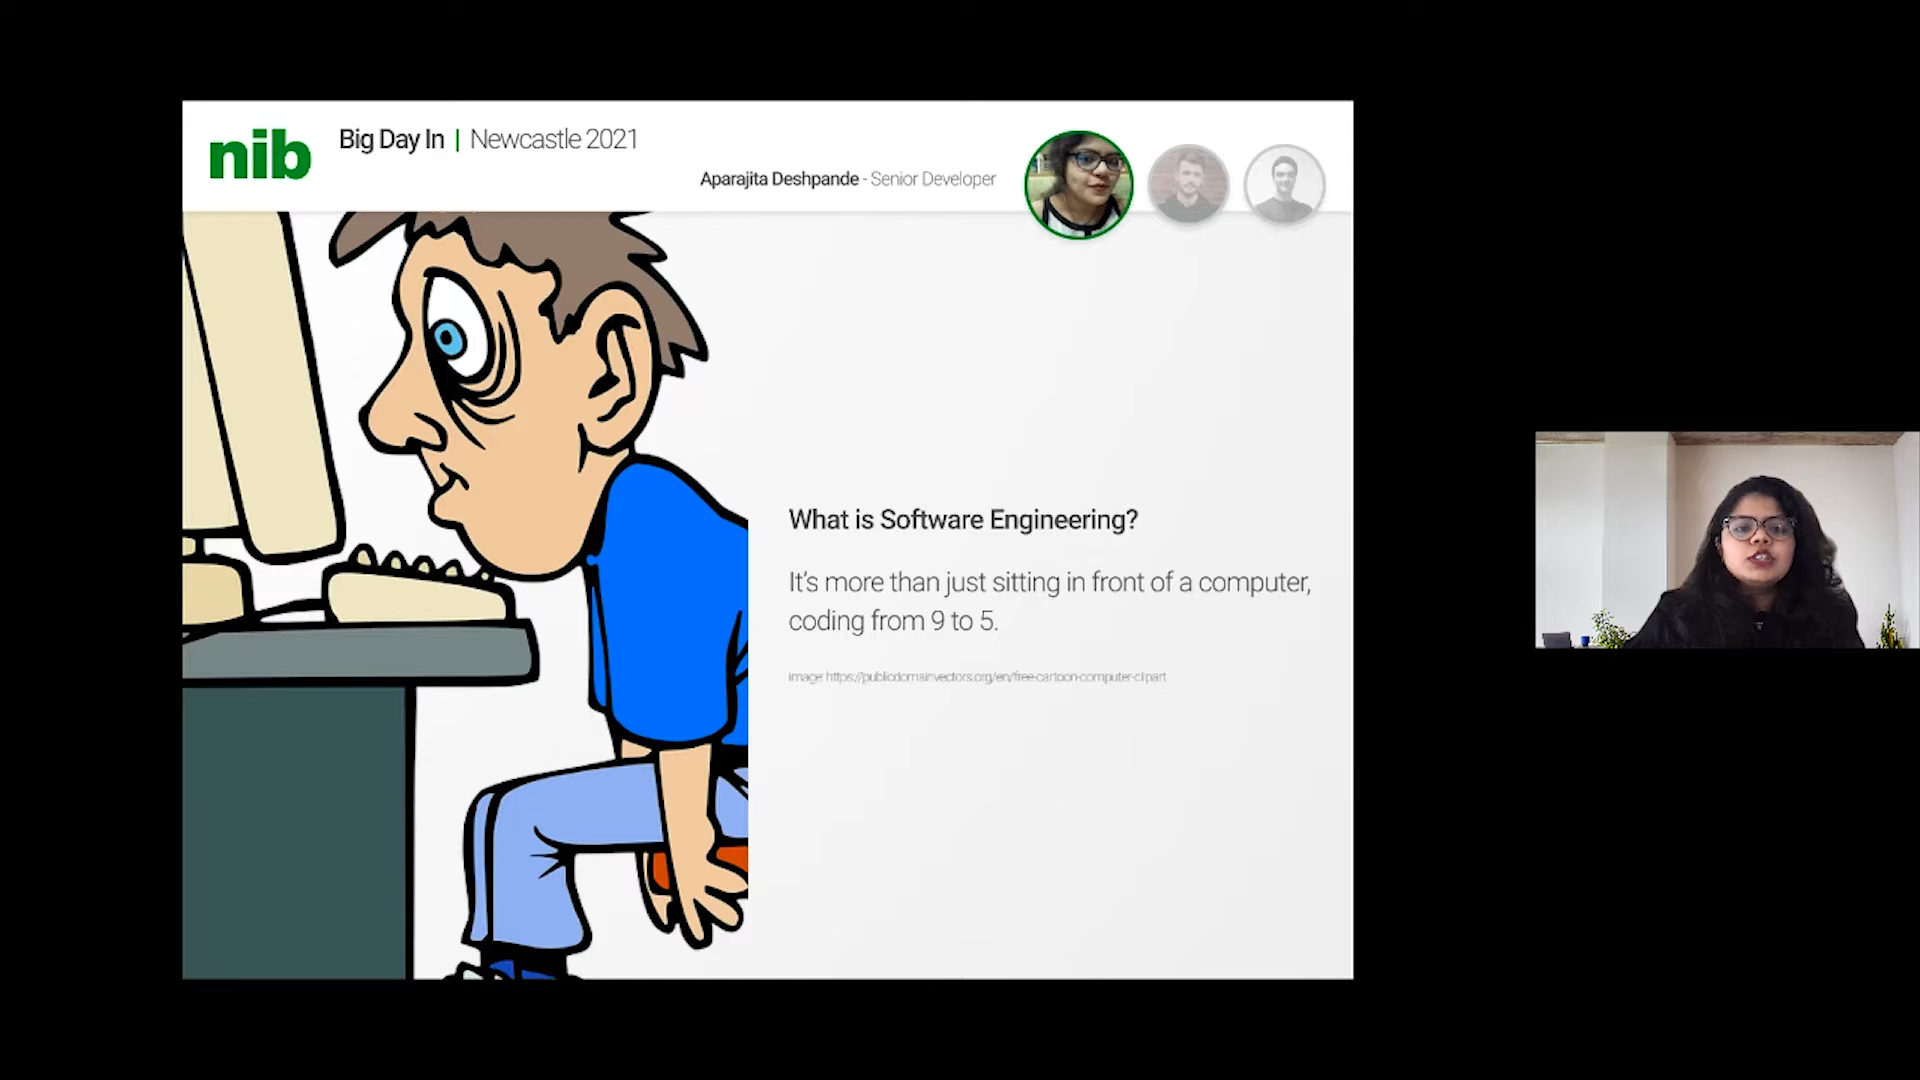 nib
Big Day In | Newcastle 2021
Aparajita Deshpande - Senior Developer
What is Software Engineering?
It's more than just sitting in front of a computer,
coding from 9 to 5.
image: https://publicdomainvectors.org/en/free-cartoon-computer-clipart